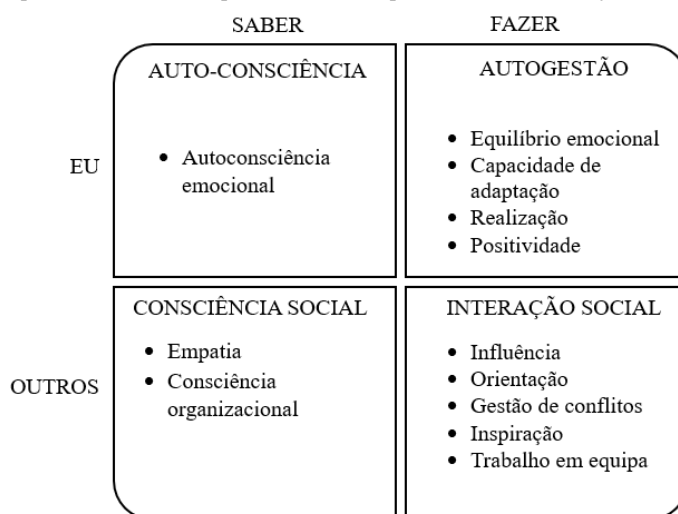 SABER
FAZER
AUTO-CONSCIÊNCIA
AUTOGESTÃO
EU
• Autoconsciência
emocional
• Equilíbrio emocional
• Capacidade de
adaptação
• Realização
• Positividade
CONSCIÊNCIA SOCIAL
INTERAÇÃO SOCIAL
OUTROS
• Empatia
• Consciência
organizacional
• Influência
• Orientação
• Gestão de conflitos
• Inspiração
• Trabalho em equipa